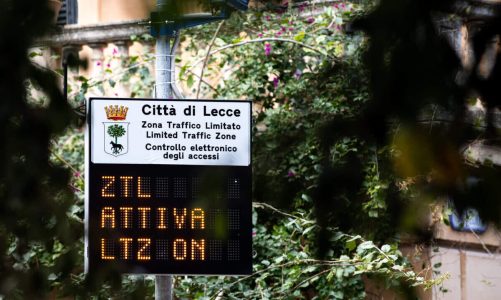 Città di Lecce
Zona Traffico Limitato
Limited Traffic Zone
Controllo elettronico
degli accessi
ZTL
ATTIVA
LTZ ON